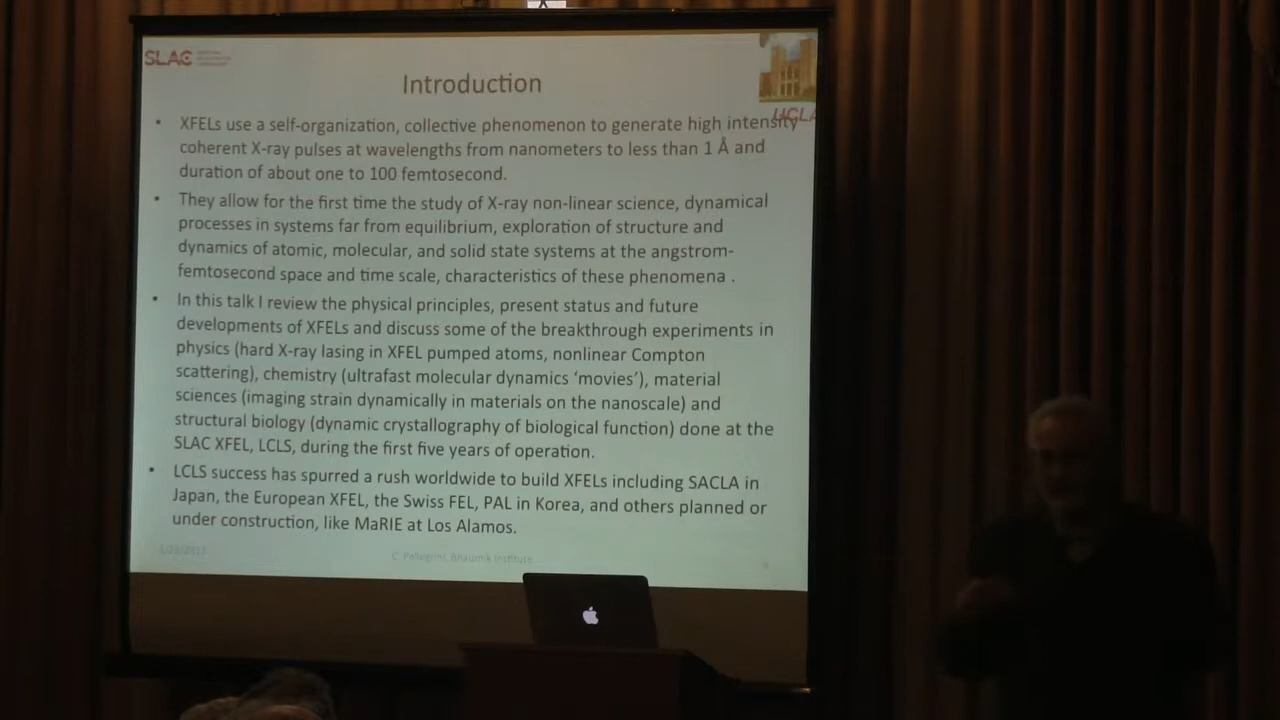 SLAC
Introduction
UCLA
• XFELs use a self-organization, collective phenomenon to generate high intensity
coherent X-ray pulses at wavelengths from nanometers to less than 1 Å and
duration of about one to 100 femtosecond.
• They allow for the first time the study of X-ray non-linear science, dynamical
processes in systems far from equilibrium, exploration of structure and
dynamics of atomic, molecular, and solid state systems at the angstrom-
femtosecond space and time scale, characteristics of these phenomena .
• In this talk I review the physical principles, present status and future
developments of XFELs and discuss some of the breakthrough experiments in
physics (hard X-ray lasing in XFEL pumped atoms, nonlinear Compton
scattering), chemistry (ultrafast molecular dynamics ‘movies’), material
sciences (imaging strain dynamically in materials on the nanoscale) and
structural biology (dynamic crystallography of biological function) done at the
SLAC XFEL, LCLS, during the first five years of operation.
• LCLS success has spurred a rush worldwide to build XFELs including SACLA in
Japan, the European XFEL, the Swiss FEL, PAL in Korea, and others planned or
under construction, like MaRIE at Los Alamos.
C. Pellegrini, Bhaumik Institute